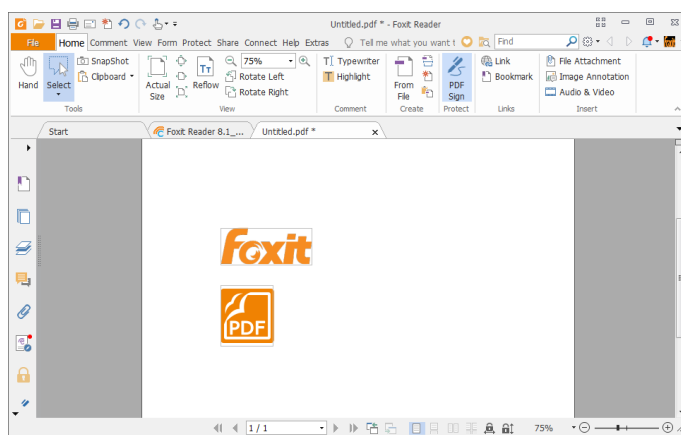 Untitled.pdf * - Foxit Reader
File Home Comment View Form Protect Share Connect Help Extras Tell me what you want t Find
Hand
Select
SnapShot
Clipboard
Tools
Actual Size
Reflow
75%
Rotate Left
Rotate Right
View
Typewriter
Highlight
Comment
From File
Create
PDF Sign
Protect
Link
Bookmark
Links
File Attachment
Image Annotation
Audio & Video
Insert
Start Foxit Reader 8.1_... Untitled.pdf *
foxit
PDF
1 / 1 75%